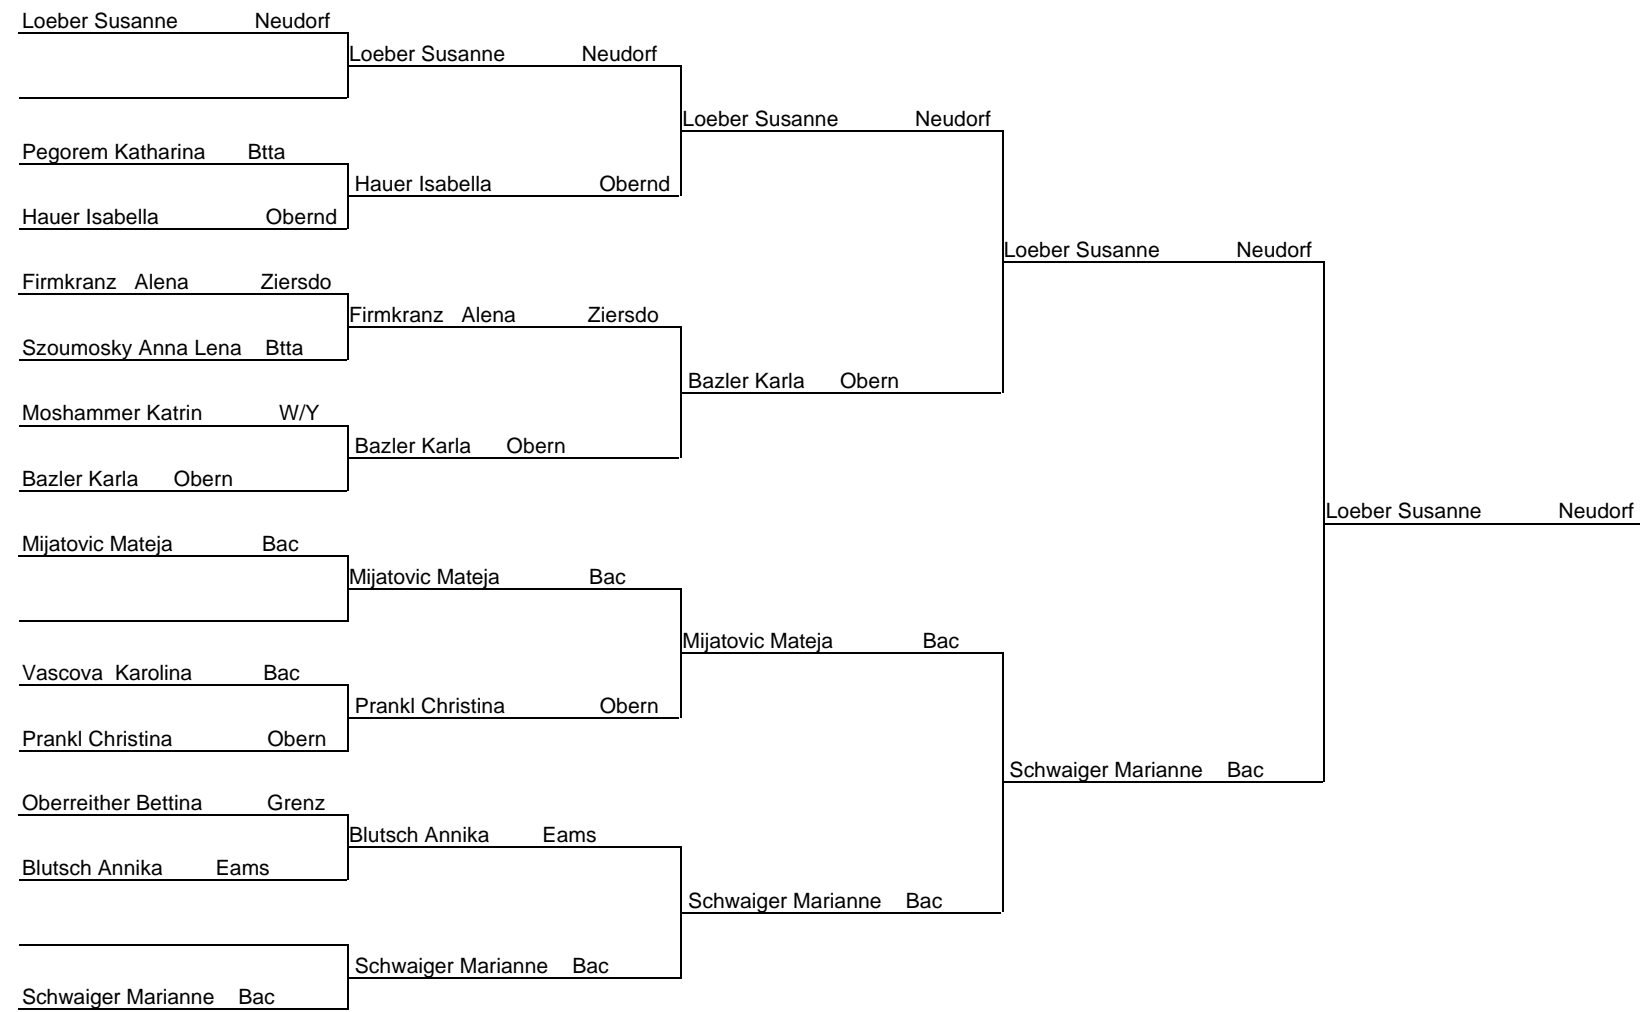 Loeber Susanne Neudorf
Loeber Susanne Neudorf
Loeber Susanne Neudorf
Pegorem Katharina Btta
Hauer Isabella Obernd
Hauer Isabella Obernd
Loeber Susanne Neudorf
Firmkranz Alena Ziersdo
Firmkranz Alena Ziersdo
Szoumosky Anna Lena Btta
Bazler Karla Obern
Moshammer Katrin W/Y
Bazler Karla Obern
Bazler Karla Obern
Loeber Susanne Neudorf
Mijatovic Mateja Bac
Mijatovic Mateja Bac
Mijatovic Mateja Bac
Vascova Karolina Bac
Prankl Christina Obern
Prankl Christina Obern
Schwaiger Marianne Bac
Oberreither Bettina Grenz
Blutsch Annika Eams
Blutsch Annika Eams
Schwaiger Marianne Bac
Schwaiger Marianne Bac
Schwaiger Marianne Bac